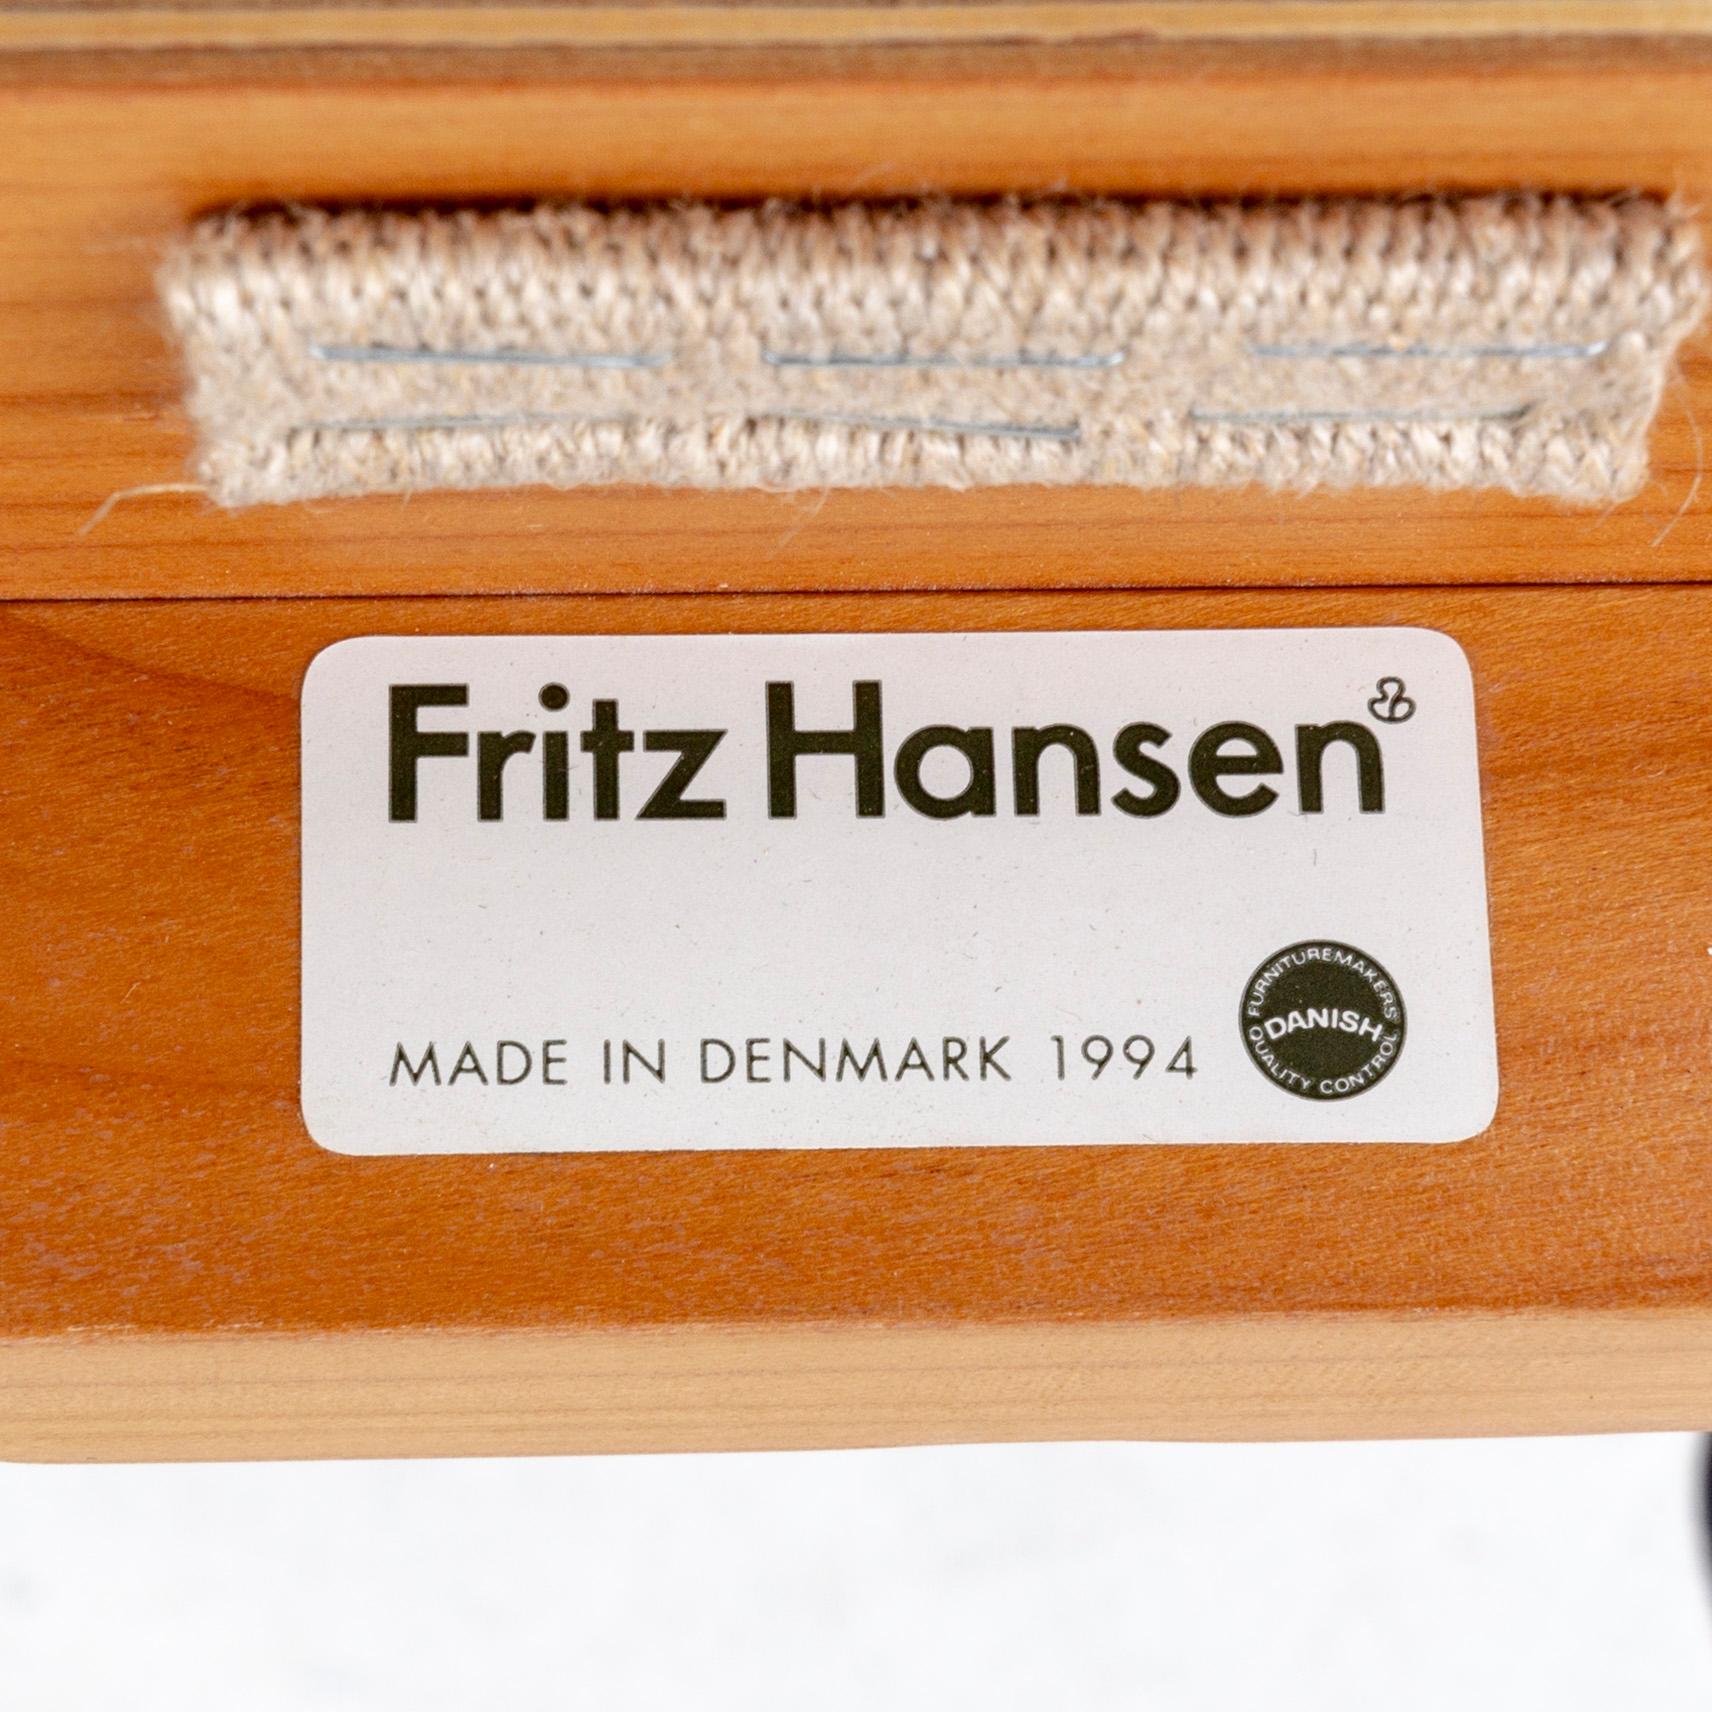 Fritz Hansen
MADE IN DENMARK 1994
FURNITUREMAKERS'
DANISH
QUALITY CONTROL